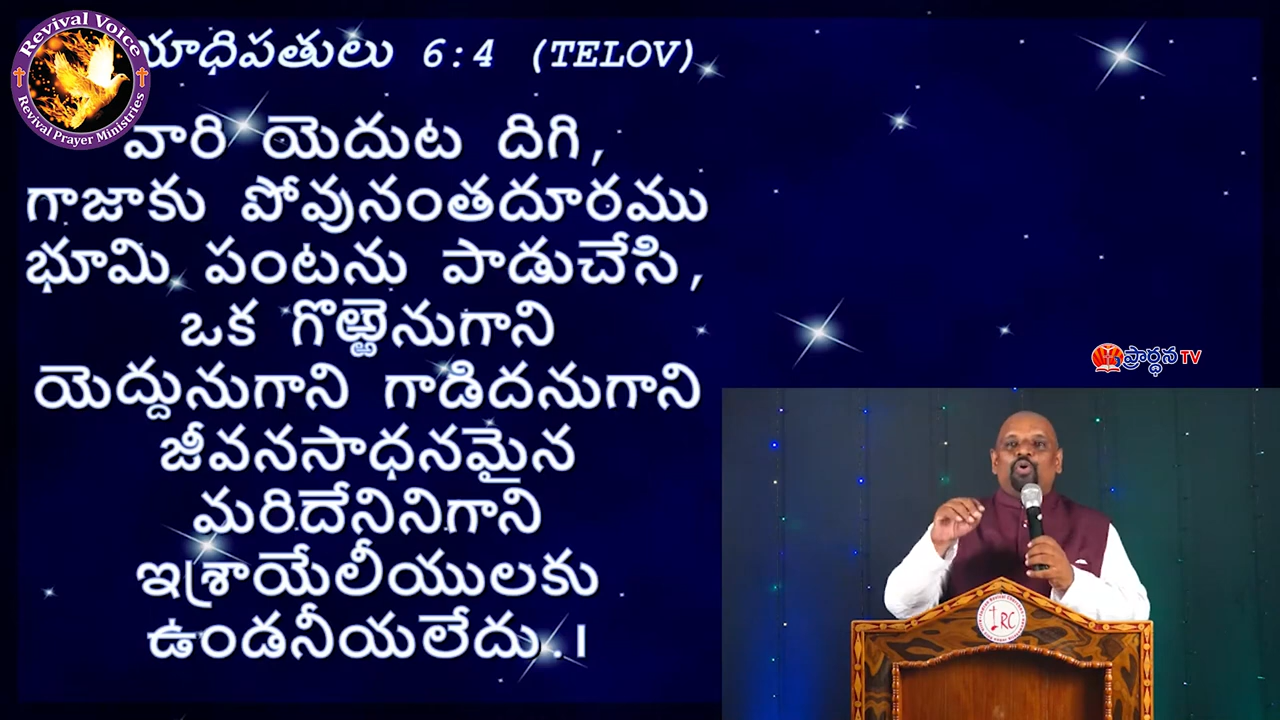 Revival Voice
Revival Prayer Ministries
యాధిపతులు 6:4 (TELOV)
వారి యెదుట దిగి,
గాజాకు పోవునంతదూరము
భూమి పంటను పాడుచేసి,
ఒక గొఱ్ఱెనుగాని
యెద్దునుగాని గాడిదనుగాని
జీవనసాధనమైన
మరిదేనినిగాని
ఇశ్రాయేలీయులకు
ఉండనీయలేదు.।
ప్రార్థన TV
IRC